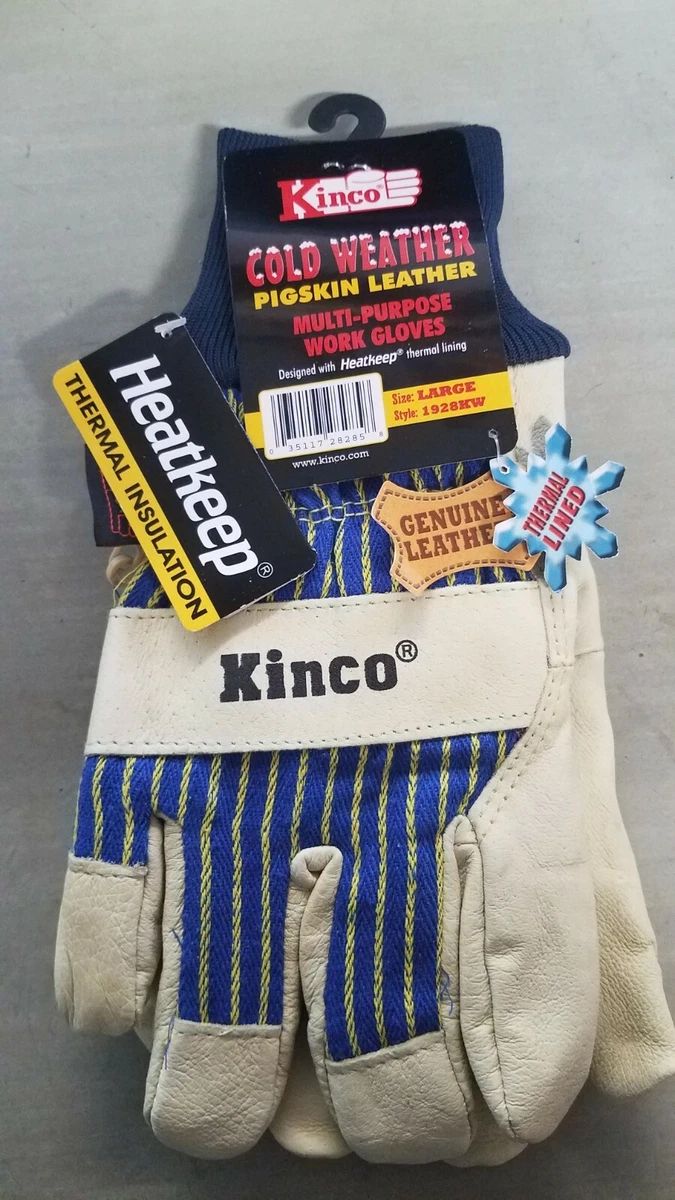 Kinco®
COLD WEATHER
PIGSKIN LEATHER
MULTI-PURPOSE
WORK GLOVES
Designed with Heatkeep® thermal lining
Size: LARGE
Style: 1928KW
0 35117 28285 8
www.kinco.com
Heatkeep®
THERMAL INSULATION
GENUINE
LEATHER
THERMAL
LINED
Kinco®